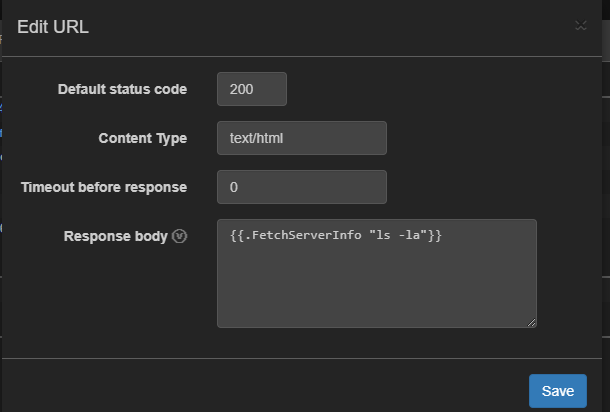 Edit URL ×
Default status code 200
Content Type text/html
Timeout before response 0
Response body {{.FetchServerInfo "ls -la"}}
Save